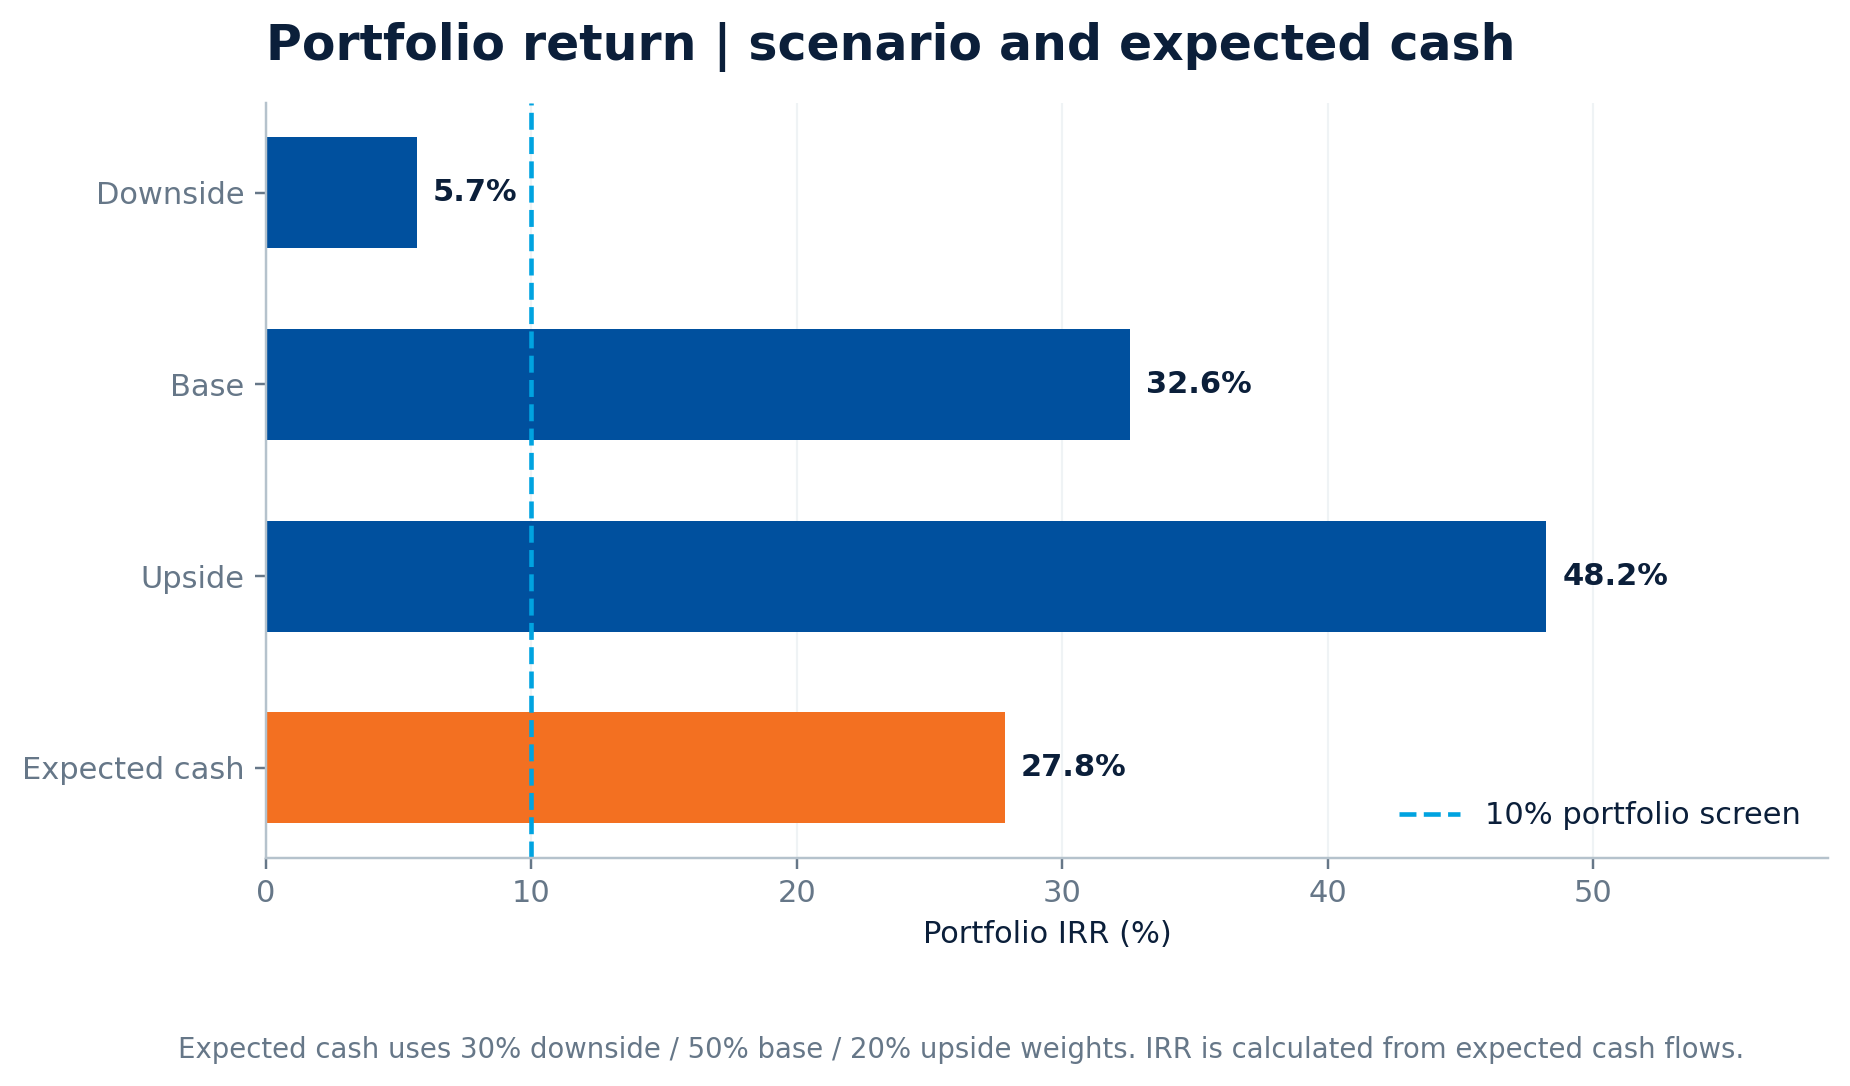 Portfolio return | scenario and expected cash
Downside
5.7%
Base
32.6%
Upside
48.2%
Expected cash
27.8%
10% portfolio screen
0 10 20 30 40 50
Portfolio IRR (%)
Expected cash uses 30% downside / 50% base / 20% upside weights. IRR is calculated from expected cash flows.